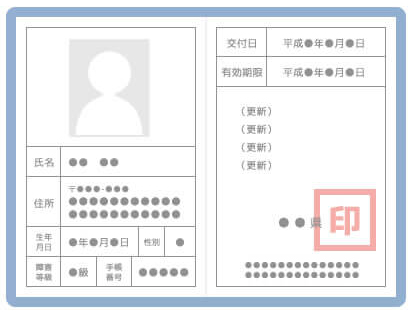 氏名 ●● ●●
住所 〒●●●-●●●
●●●●●●●●●●●
●●●●●●●●●●●
生年月日 ●年●月●日 性別 ●
障害等級 ●級 手帳番号 ●●●●●
交付日 平成●年●月●日
有効期限 平成●年●月●日
（更新）
（更新）
（更新）
（更新）
●●県 印
●●●●●●●●●●●●●●
●●●●●●●●●●●●●●